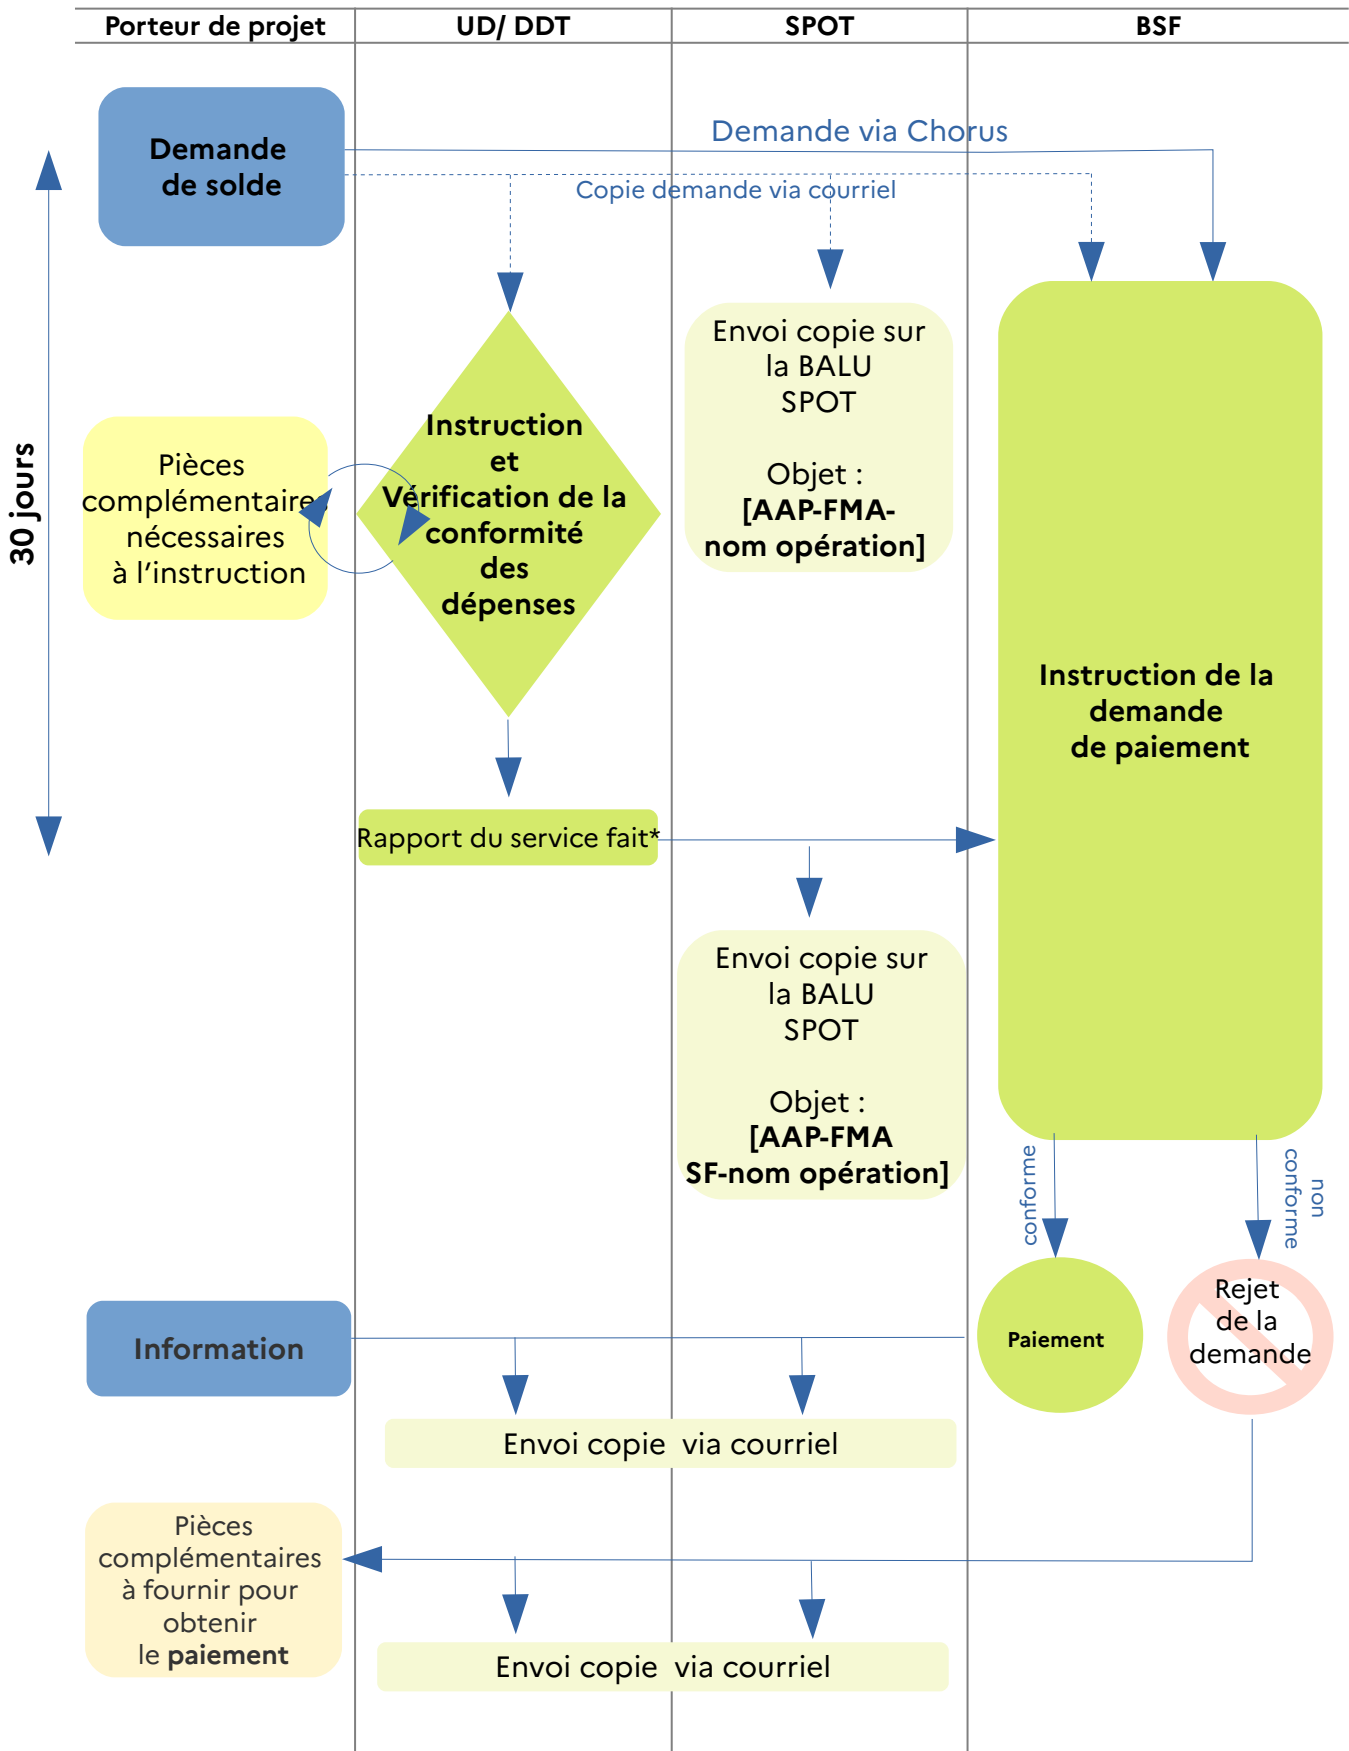 Porteur de projet
UD/ DDT
SPOT
BSF
Demande
de solde
Demande via Chorus
Copie demande via courriel
30 jours
Pièces
complémentaires
nécessaires
à l’instruction
Instruction
et
Vérification de la
conformité
des
dépenses
Envoi copie sur
la BALU
SPOT
Objet :
[AAP-FMA-
nom opération]
Instruction de la
demande
de paiement
Rapport du service fait*
Envoi copie sur
la BALU
SPOT
Objet :
[AAP-FMA
SF-nom opération]
conforme
non
conforme
Information
Paiement
Rejet
de la
demande
Envoi copie  via courriel
Pièces
complémentaires
à fournir pour
obtenir
le paiement
Envoi copie  via courriel